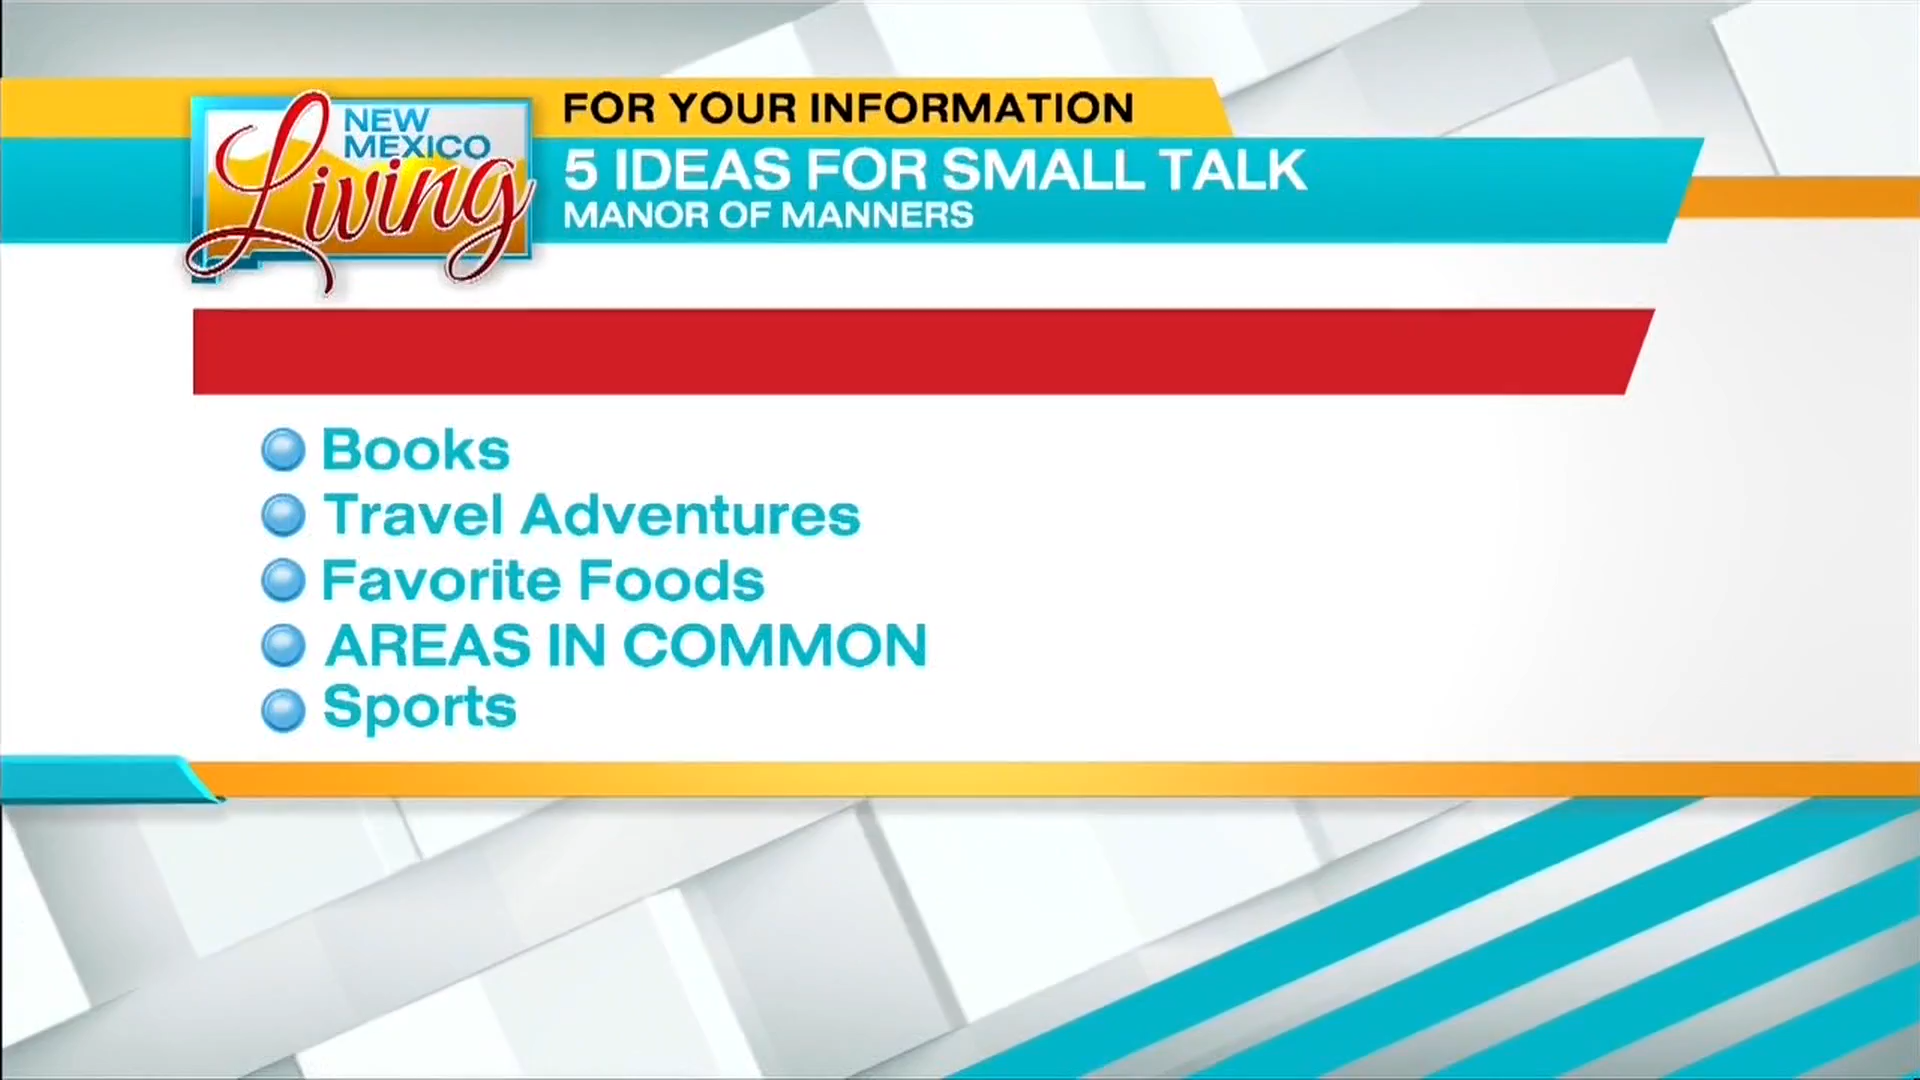 NEW
MEXICO
Living
FOR YOUR INFORMATION
5 IDEAS FOR SMALL TALK
MANOR OF MANNERS
Books
Travel Adventures
Favorite Foods
AREAS IN COMMON
Sports